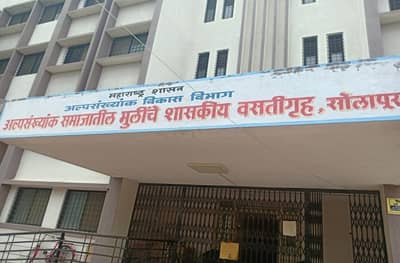 महाराष्ट्र शासन
अल्पसंख्यांक विकास विभाग
अल्पसंख्यांक समाजातील मुलींचे शासकीय वसतीगृह, सोलापूर